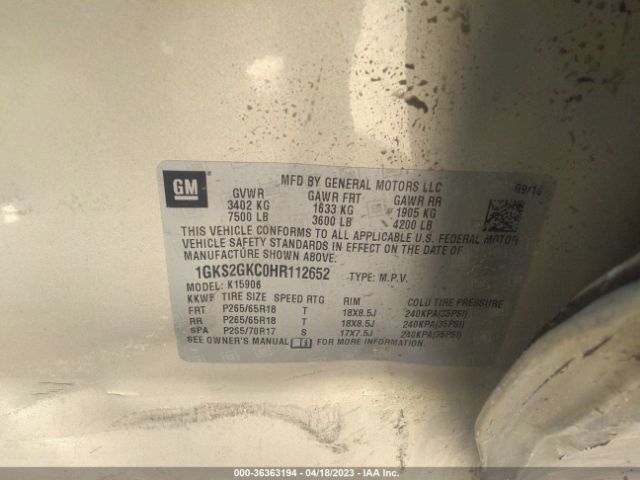 GM
MFD BY GENERAL MOTORS LLC
09/16
GVWR GAWR FRT GAWR RR
3402 KG 1633 KG 1905 KG
7500 LB 3600 LB 4200 LB
THIS VEHICLE CONFORMS TO ALL APPLICABLE U.S. FEDERAL MOTOR
VEHICLE SAFETY STANDARDS IN EFFECT ON THE DATE OF
MANUFACTURE SHOWN ABOVE.
1GKS2GKC0HR112652 TYPE: M.P.V.
MODEL: K15906
KKWF TIRE SIZE SPEED RTG RIM COLD TIRE PRESSURE
FRT P265/65R18 T 18X8.5J 240KPA(35PSI)
RR P265/65R18 T 18X8.5J 240KPA(35PSI)
SPA P265/70R17 S 17X7.5J 240KPA(35PSI)
SEE OWNER'S MANUAL FOR MORE INFORMATION.
000-36363194 - 04/18/2023 - IAA Inc.